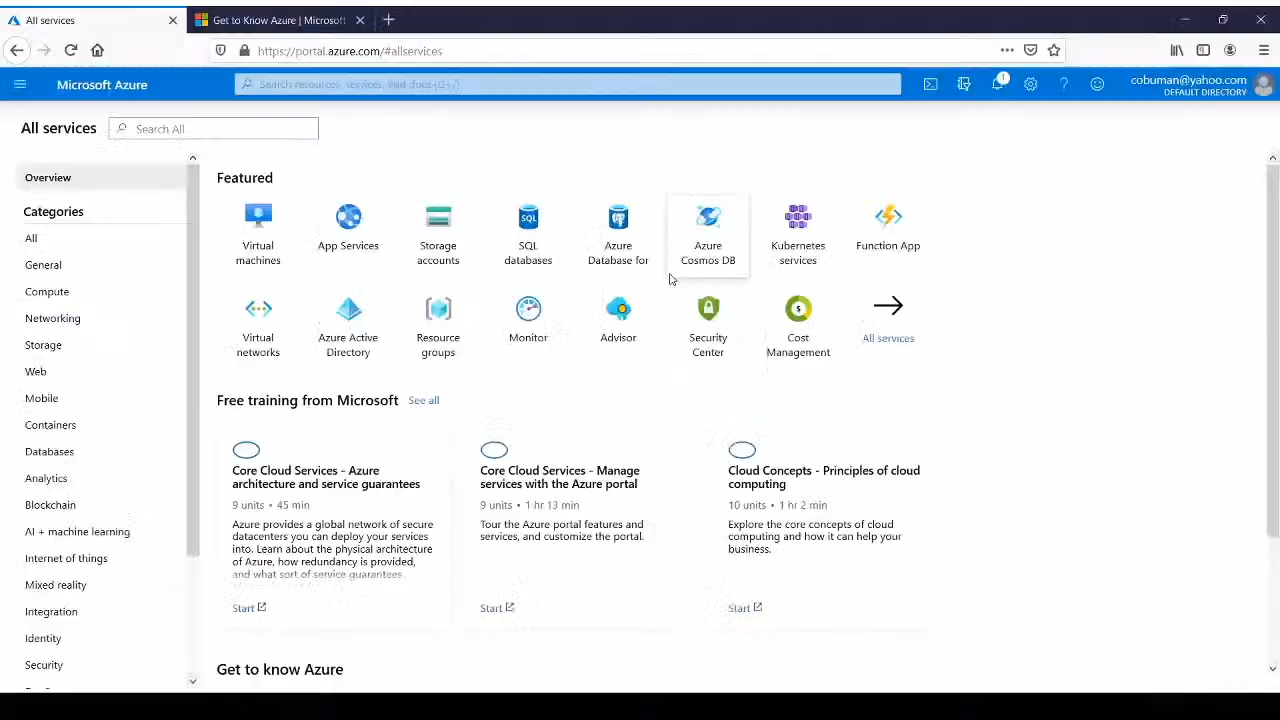 All services
Get to Know Azure | Microsoft
https://portal.azure.com/#allservices
Microsoft Azure
Search resources, services, and docs (G+/)
1
cobuman@yahoo.com
DEFAULT DIRECTORY
All services
Search All
Overview
Categories
All
General
Compute
Networking
Storage
Web
Mobile
Containers
Databases
Analytics
Blockchain
AI + machine learning
Internet of things
Mixed reality
Integration
Identity
Security
Featured
Virtual
machines
App Services
Storage
accounts
SQL
SQL
databases
Azure
Database for
Azure
Cosmos DB
Kubernetes
services
Function App
Virtual
networks
Azure Active
Directory
Resource
groups
Monitor
Advisor
Security
Center
$
Cost
Management
All services
Free training from Microsoft See all
Core Cloud Services - Azure
architecture and service guarantees
9 units • 45 min
Azure provides a global network of secure
datacenters you can deploy your services
into. Learn about the physical architecture
of Azure, how redundancy is provided,
and what sort of service guarantees
Start
Core Cloud Services - Manage
services with the Azure portal
9 units • 1 hr 13 min
Tour the Azure portal features and
services, and customize the portal.
Start
Cloud Concepts - Principles of cloud
computing
10 units • 1 hr 2 min
Explore the core concepts of cloud
computing and how it can help your
business.
Start
Get to know Azure